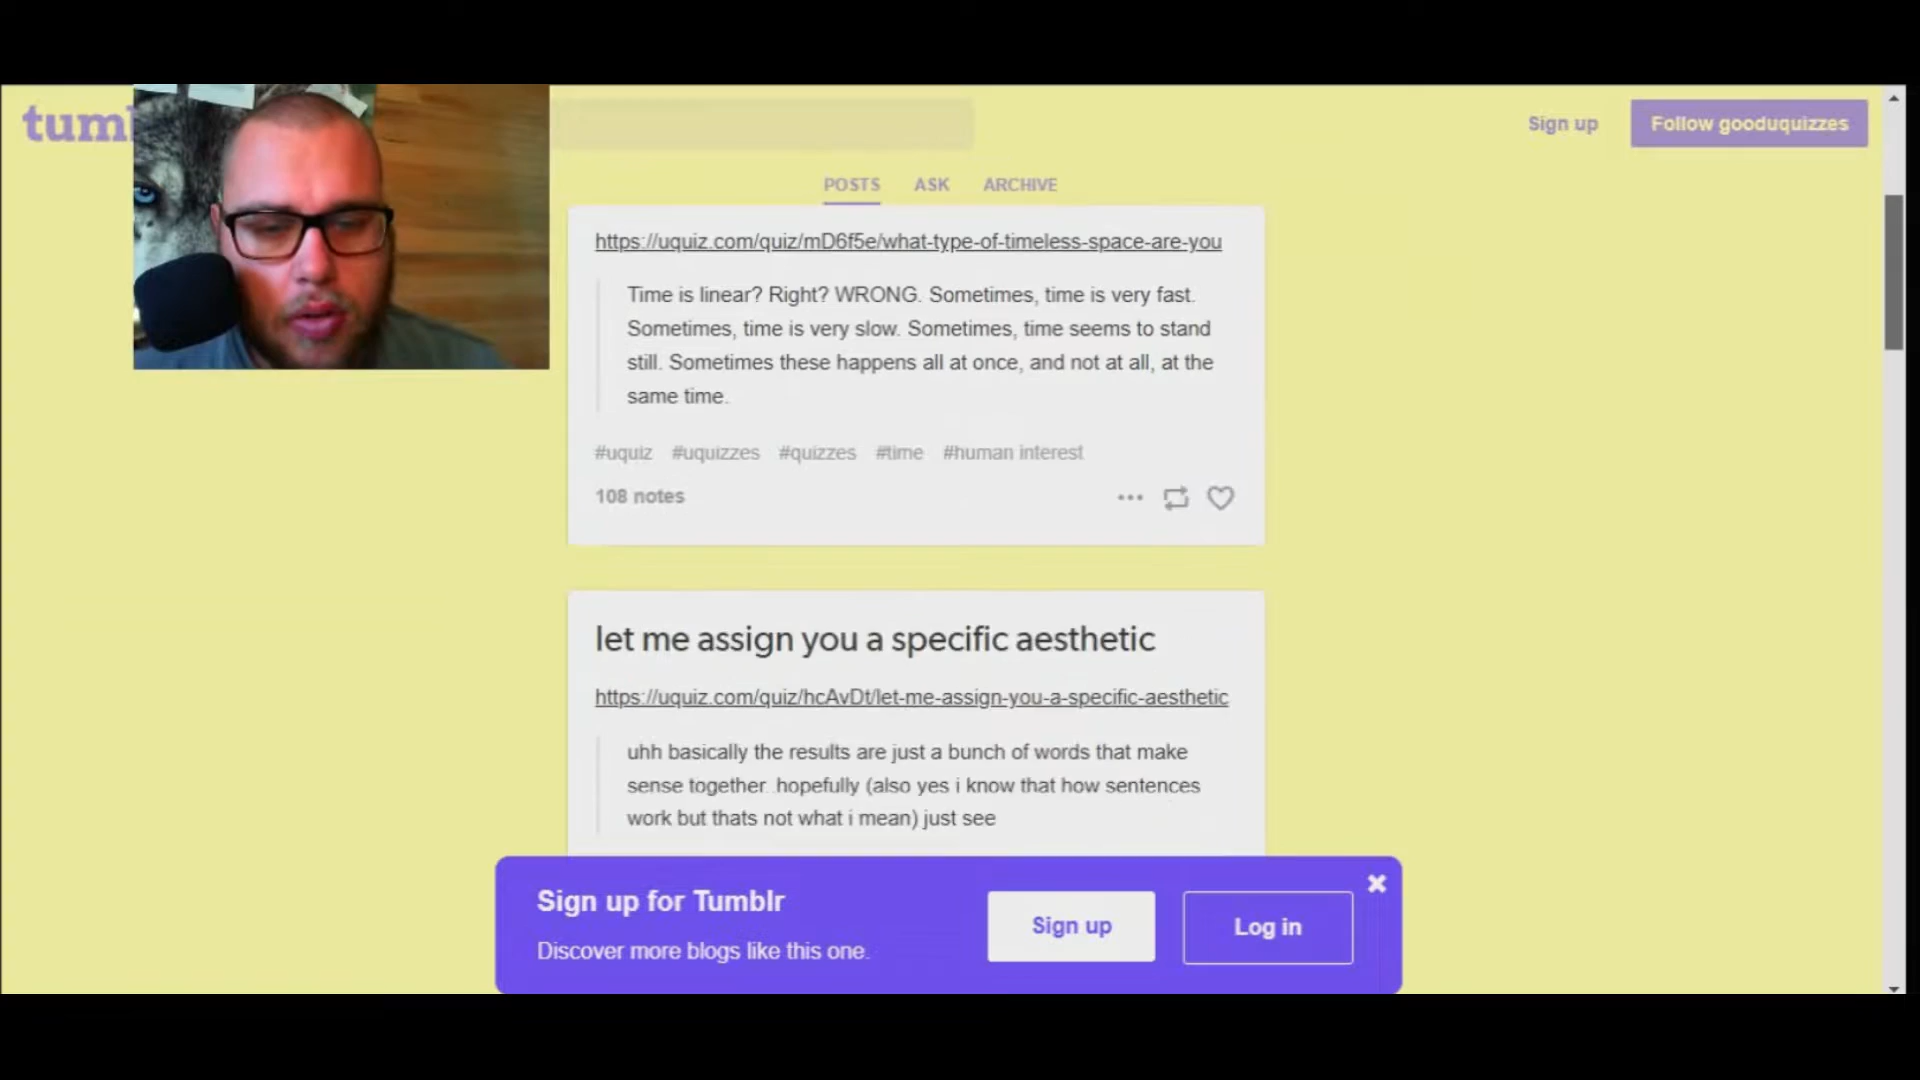 tumb
Sign up
Follow gooduquizzes
POSTS ASK ARCHIVE
https://uquiz.com/quiz/mD6f5e/what-type-of-timeless-space-are-you
Time is linear? Right? WRONG. Sometimes, time is very fast.
Sometimes, time is very slow. Sometimes, time seems to stand
still. Sometimes these happens all at once, and not at all, at the
same time.
#uquiz #uquizzes #quizzes #time #human interest
108 notes
let me assign you a specific aesthetic
https://uquiz.com/quiz/hcAvDt/let-me-assign-you-a-specific-aesthetic
uhh basically the results are just a bunch of words that make
sense together..hopefully (also yes i know that how sentences
work but thats not what i mean) just see
Sign up for Tumblr
Discover more blogs like this one.
Sign up
Log in